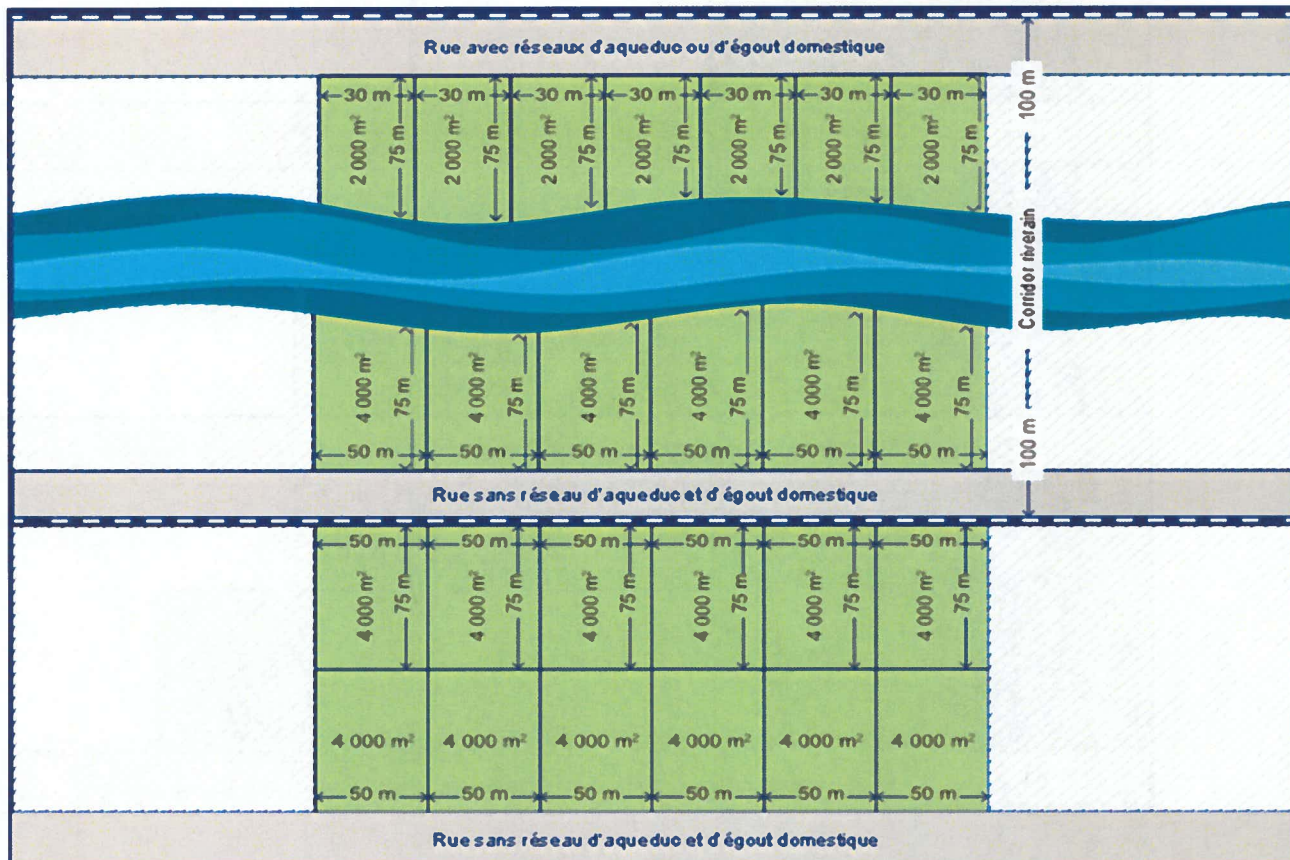 Rue avec réseaux d'aqueduc ou d'égout domestique
30 m 30 m 30 m 30 m 30 m 30 m 30 m
2 000 m² 75 m 2 000 m² 75 m 2 000 m² 75 m 2 000 m² 75 m 2 000 m² 75 m 2 000 m² 75 m 2 000 m² 75 m
100 m
Corridor riverain
100 m
4 000 m² 75 m 4 000 m² 75 m 4 000 m² 75 m 4 000 m² 75 m 4 000 m² 75 m 4 000 m² 75 m
50 m 50 m 50 m 50 m 50 m 50 m
Rue sans réseau d'aqueduc et d'égout domestique
50 m 50 m 50 m 50 m 50 m 50 m
4 000 m² 75 m 4 000 m² 75 m 4 000 m² 75 m 4 000 m² 75 m 4 000 m² 75 m 4 000 m² 75 m
4 000 m² 4 000 m² 4 000 m² 4 000 m² 4 000 m² 4 000 m²
50 m 50 m 50 m 50 m 50 m 50 m
Rue sans réseau d'aqueduc et d'égout domestique